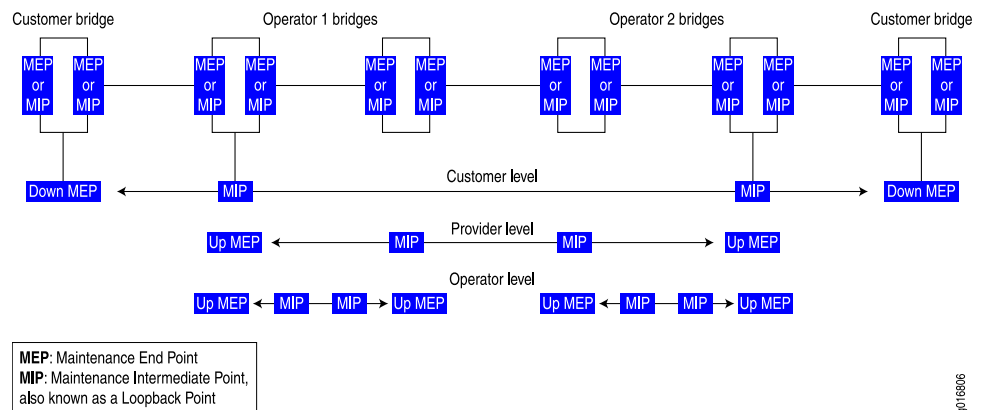 Customer bridge
Operator 1 bridges
Operator 2 bridges
Customer bridge
MEP or MIP
MEP or MIP
MEP or MIP
MEP or MIP
MEP or MIP
MEP or MIP
MEP or MIP
MEP or MIP
MEP or MIP
MEP or MIP
MEP or MIP
MEP or MIP
Customer level
Down MEP
MIP
MIP
Down MEP
Provider level
Up MEP
MIP
MIP
Up MEP
Operator level
Up MEP
MIP
MIP
Up MEP
Up MEP
MIP
MIP
Up MEP
MEP: Maintenance End Point
MIP: Maintenance Intermediate Point,
also known as a Loopback Point
g016806